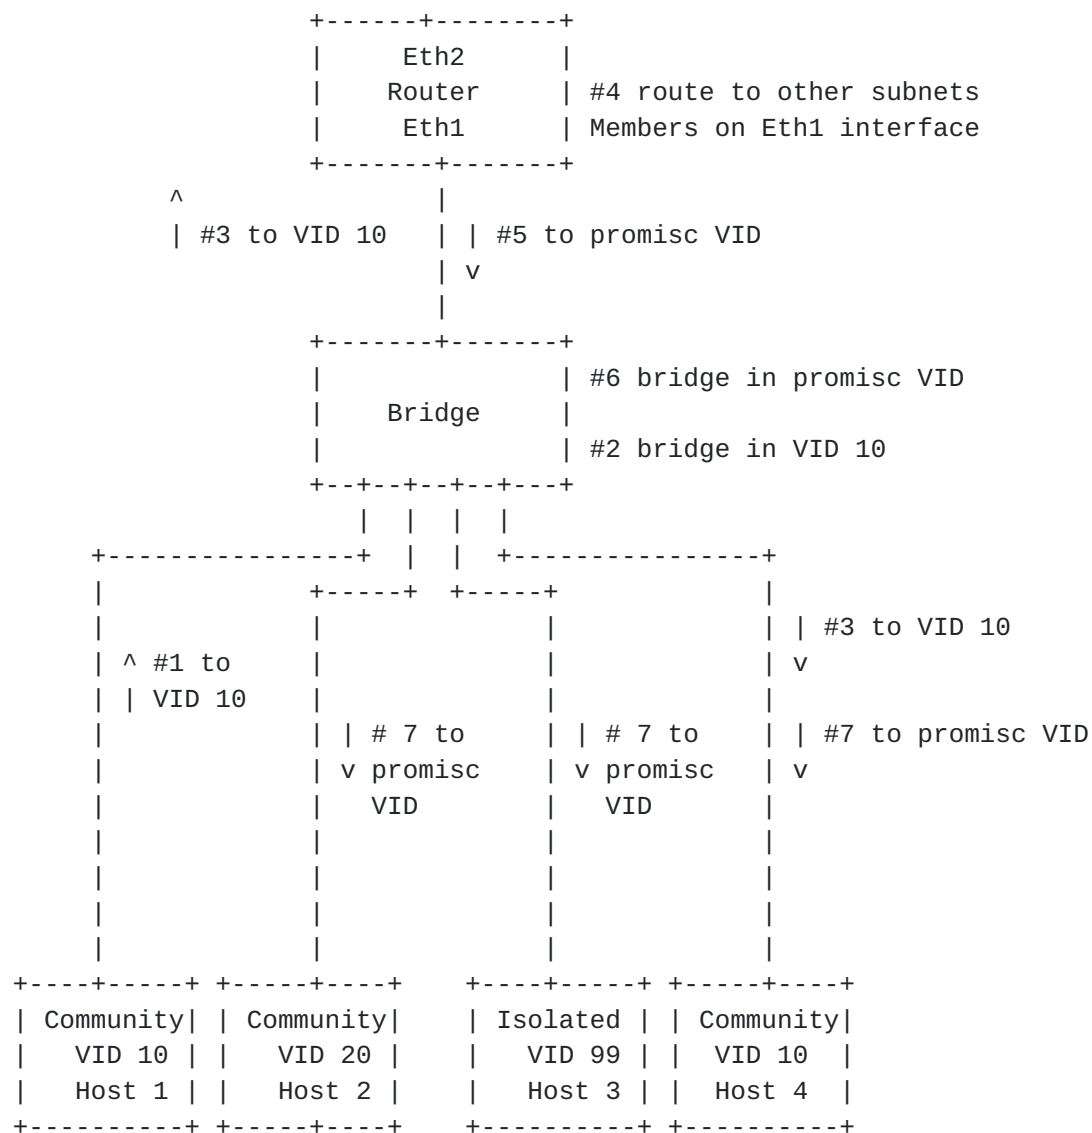 Eth2
Router #4 route to other subnets
Eth1 Members on Eth1 interface
^
#3 to VID 10 #5 to promisc VID
v
#6 bridge in promisc VID
Bridge
#2 bridge in VID 10
#3 to VID 10
^ #1 to v
VID 10
# 7 to # 7 to #7 to promisc VID
v promisc v promisc v
VID VID
Community Community Isolated Community
VID 10 VID 20 VID 99 VID 10
Host 1 Host 2 Host 3 Host 4